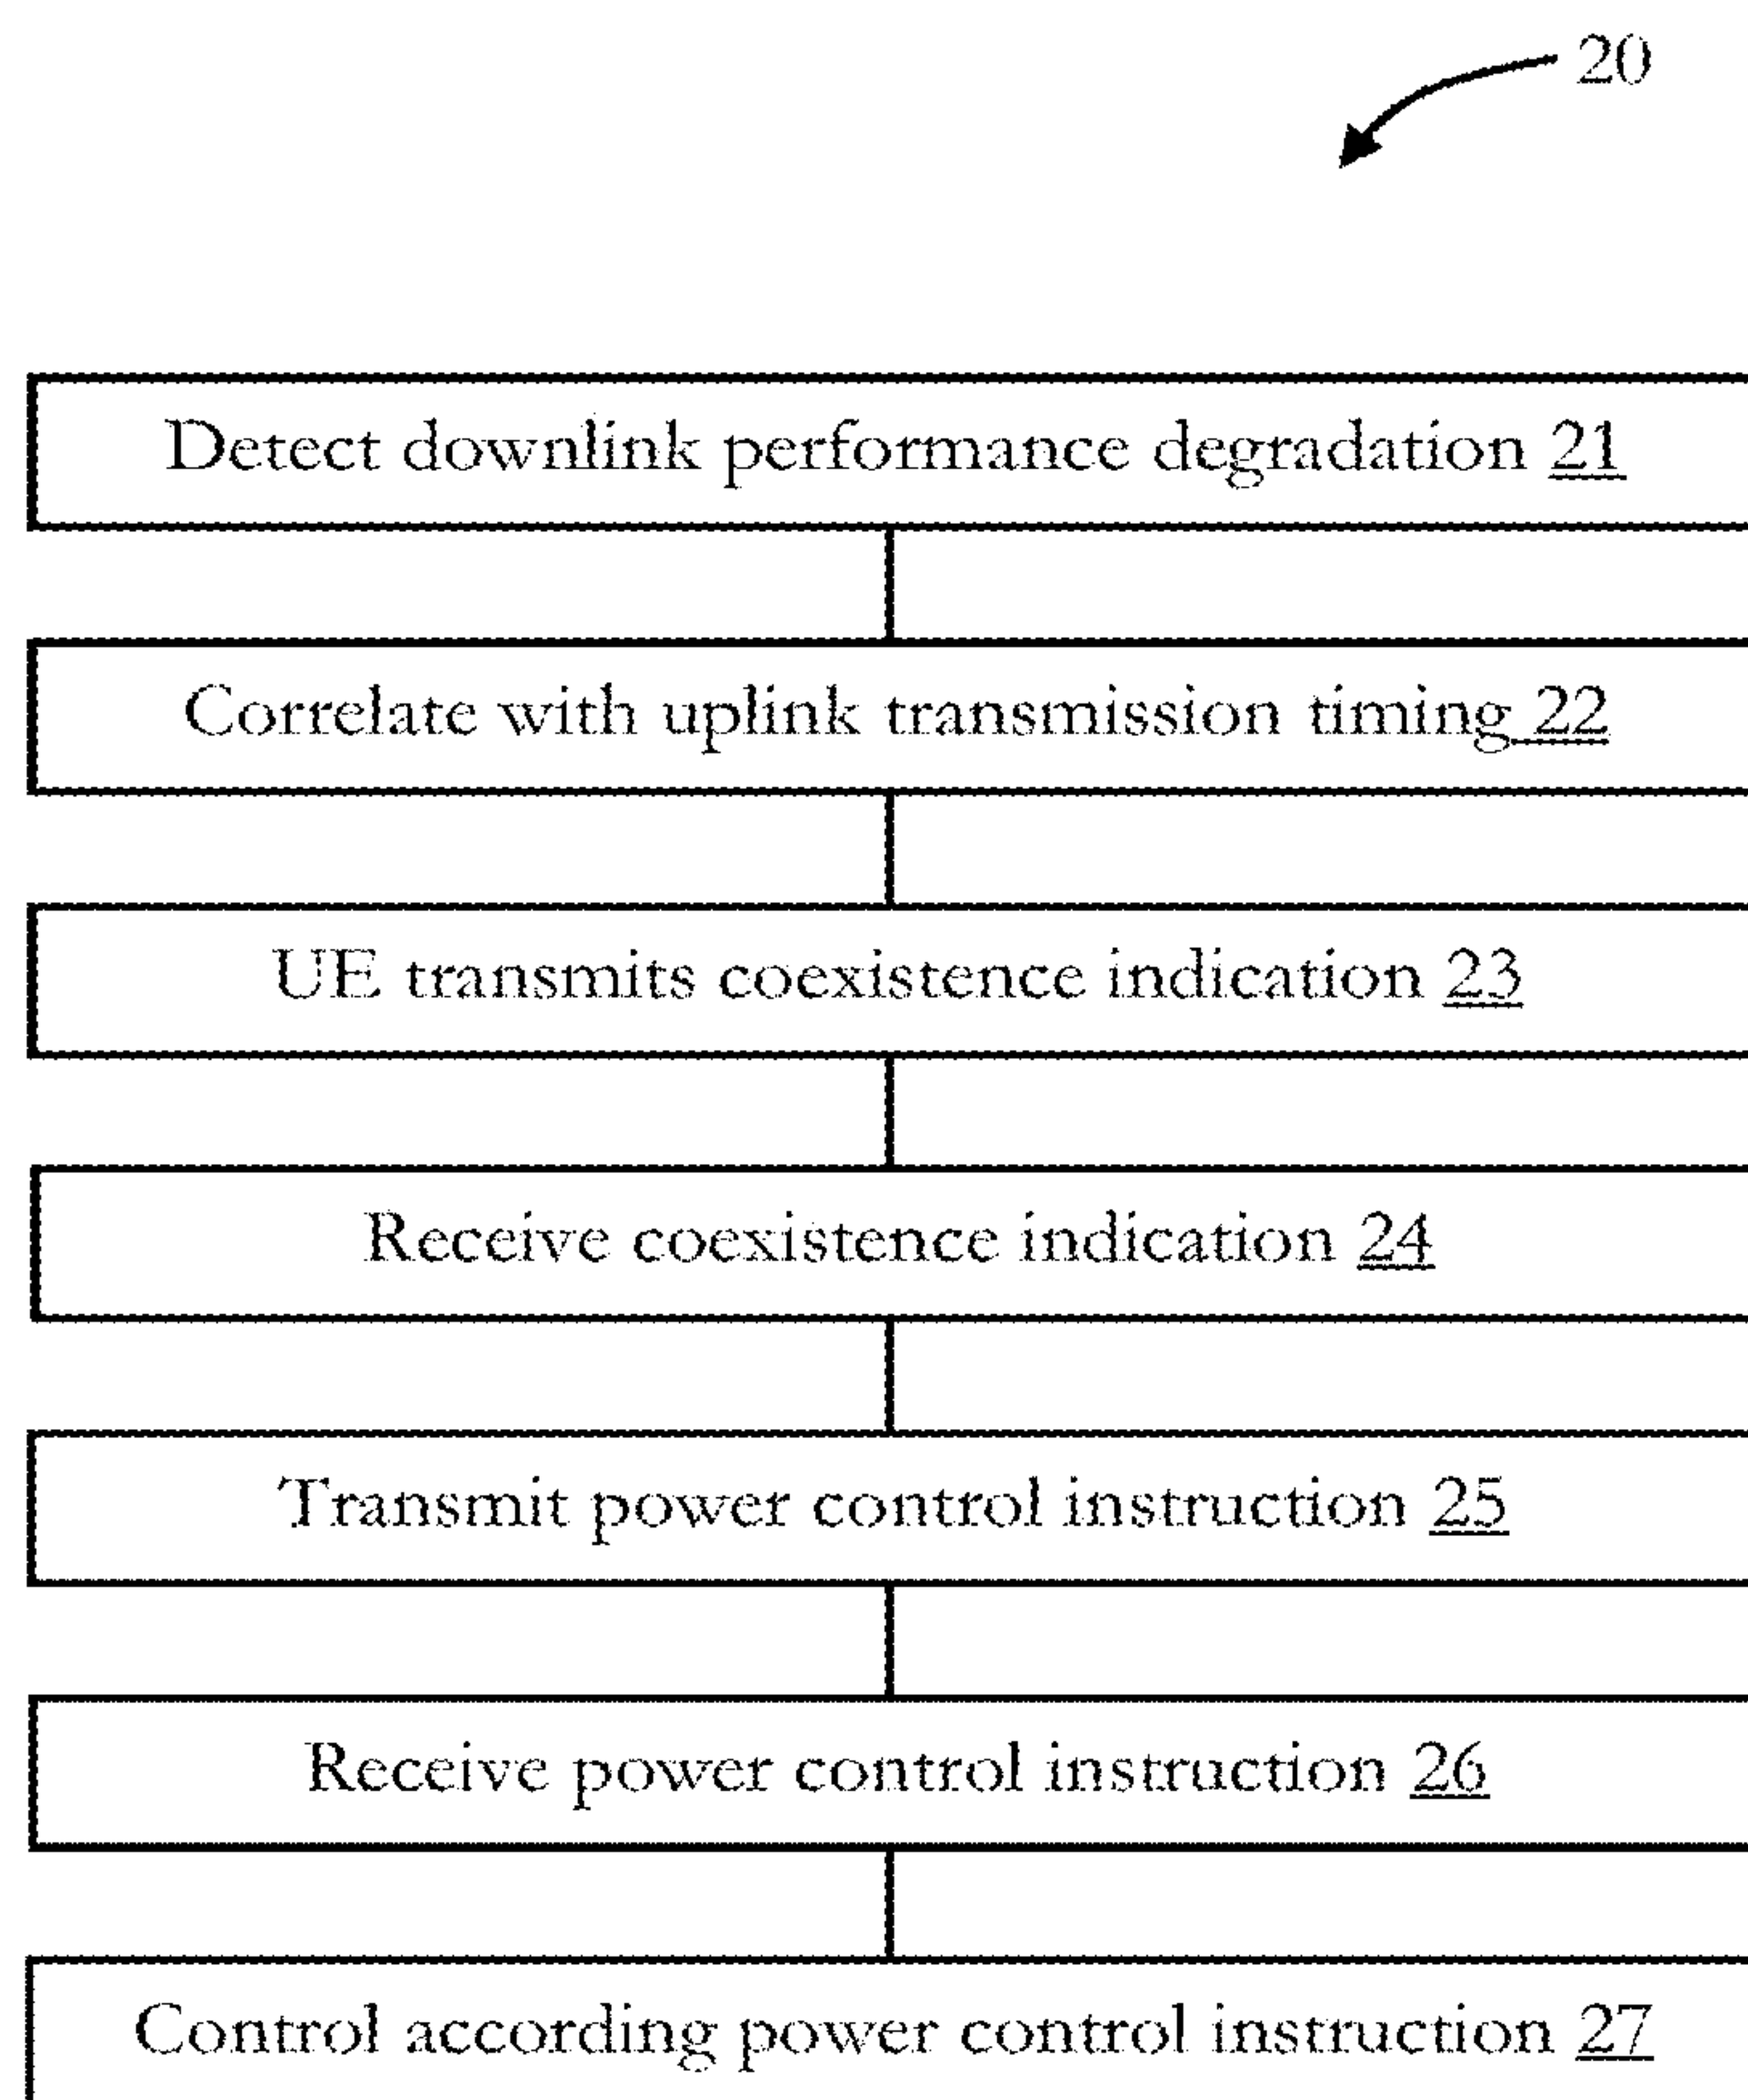 20
Detect downlink performance degradation 21
Correlate with uplink transmission timing 22
UE transmits coexistence indication 23
Receive coexistence indication 24
Transmit power control instruction 25
Receive power control instruction 26
Control according power control instruction 27